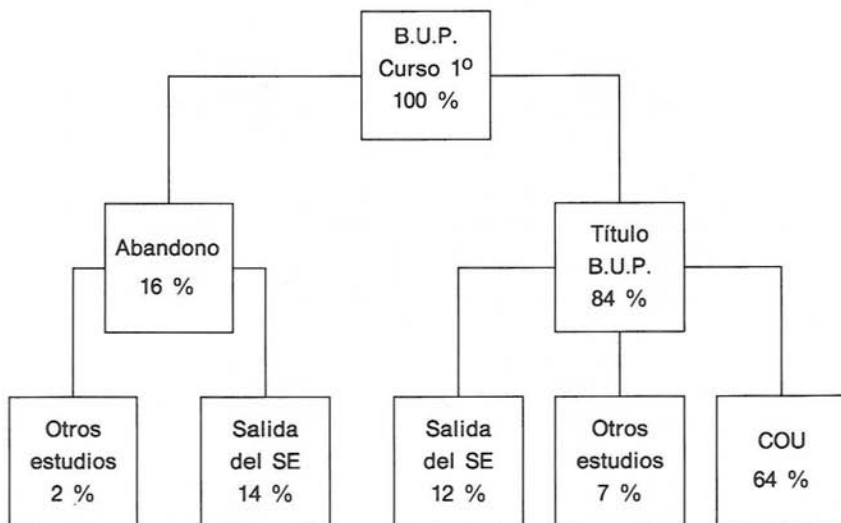 B.U.P.
Curso 1º
100 %
Abandono
16 %
Título
B.U.P.
84 %
Otros
estudios
2 %
Salida
del SE
14 %
Salida
del SE
12 %
Otros
estudios
7 %
COU
64 %